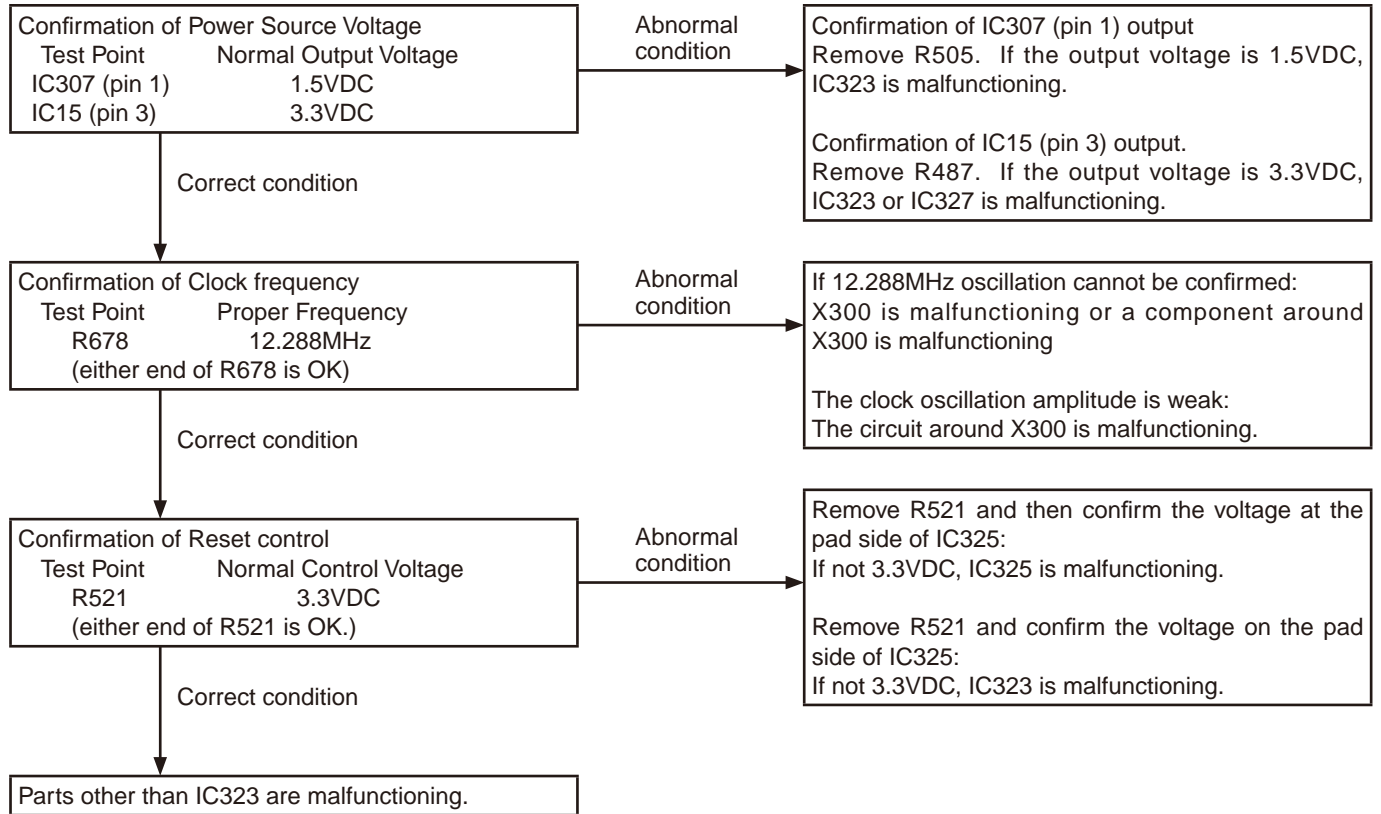 Confirmation of Power Source Voltage
Test Point Normal Output Voltage
IC307 (pin 1) 1.5VDC
IC15 (pin 3) 3.3VDC
Abnormal
condition
Confirmation of IC307 (pin 1) output
Remove R505. If the output voltage is 1.5VDC,
IC323 is malfunctioning.
Confirmation of IC15 (pin 3) output.
Remove R487. If the output voltage is 3.3VDC,
IC323 or IC327 is malfunctioning.
Correct condition
Confirmation of Clock frequency
Test Point Proper Frequency
R678 12.288MHz
(either end of R678 is OK)
Abnormal
condition
If 12.288MHz oscillation cannot be confirmed:
X300 is malfunctioning or a component around
X300 is malfunctioning
The clock oscillation amplitude is weak:
The circuit around X300 is malfunctioning.
Correct condition
Confirmation of Reset control
Test Point Normal Control Voltage
R521 3.3VDC
(either end of R521 is OK.)
Abnormal
condition
Remove R521 and then confirm the voltage at the
pad side of IC325:
If not 3.3VDC, IC325 is malfunctioning.
Remove R521 and confirm the voltage on the pad
side of IC325:
If not 3.3VDC, IC323 is malfunctioning.
Correct condition
Parts other than IC323 are malfunctioning.